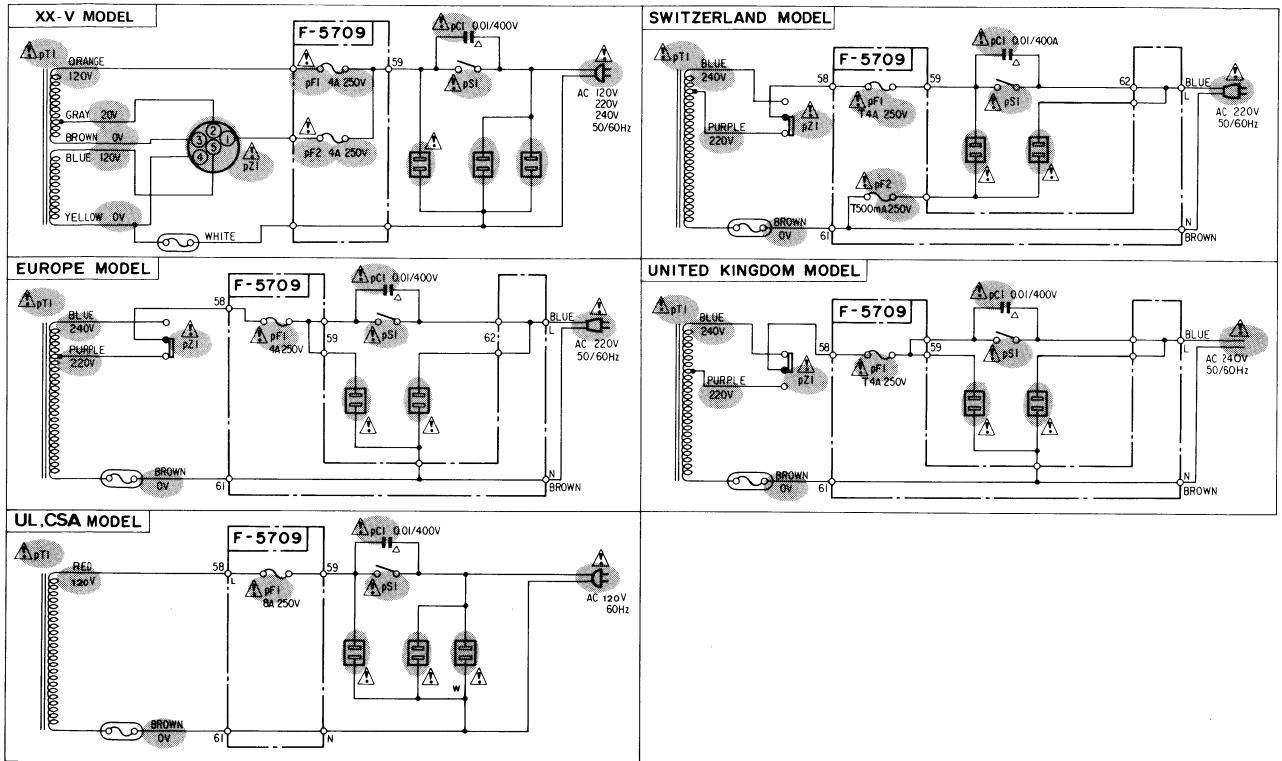 XX-V MODEL
F-5709
pT1
ORANGE
120V
GRAY 20V
BROWN 0V
BLUE 120V
YELLOW 0V
WHITE
2
3
1
5
4
pZ1
pF1 4A 250V
pF2 4A 250V
59
pC1 0.01/400V
pS1
AC 120V
220V
240V
50/60Hz
SWITZERLAND MODEL
F-5709
pT1
BLUE
240V
PURPLE
220V
BROWN
0V
pZ1
58
59
pF1
T4A 250V
pF2
T500mA250V
61
pC1 0.01/400A
pS1
62
BLUE
L
N
BROWN
AC 220V
50/60Hz
EUROPE MODEL
F-5709
pT1
BLUE
240V
PURPLE
220V
BROWN
0V
pZ1
58
pF1
4A250V
59
61
pC1 0.01/400V
pS1
62
BLUE
L
N
BROWN
AC 220V
50/60Hz
UNITED KINGDOM MODEL
F-5709
pT1
BLUE
240V
PURPLE
220V
BROWN
0V
pZ1
58
59
pF1
T4A 250V
61
pC1 0.01/400V
pS1
BLUE
L
N
BROWN
AC 240V
50/60Hz
UL,CSA MODEL
F-5709
pT1
RED
120V
BROWN
0V
58
L
59
pF1
8A 250V
61
N
pC1 0.01/400V
pS1
W
AC 120V
60Hz